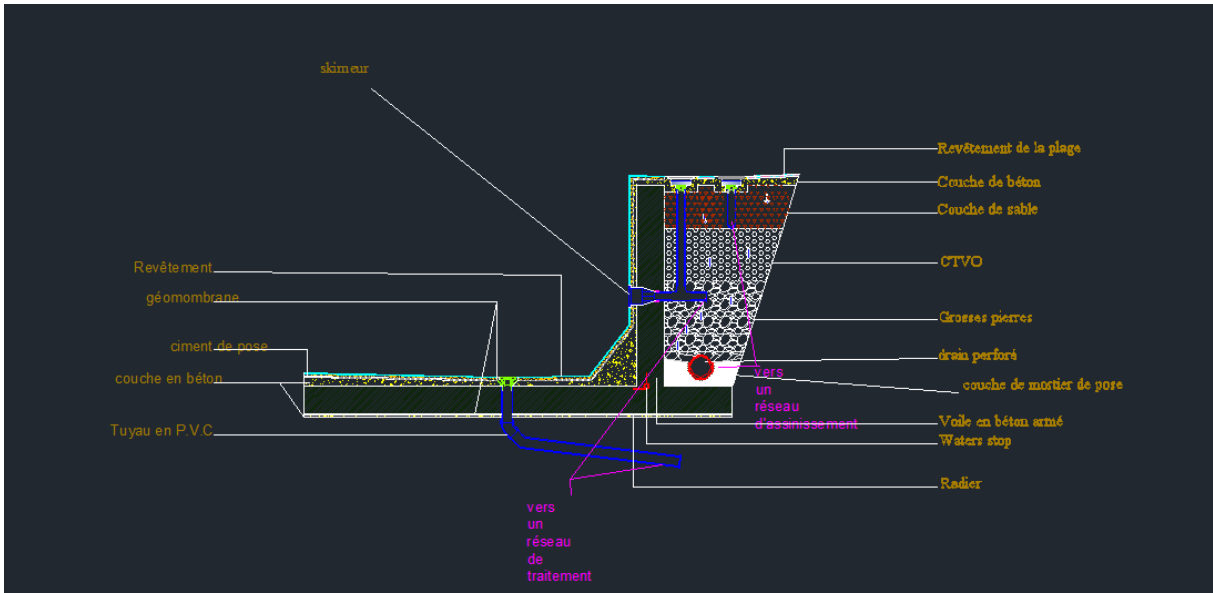 skimeur
Revêtement de la plage
Couche de béton
Couche de sable
CTVO
Grosses pierres
drain perforé
couche de mortier de pose
Voile en béton armé
Waters stop
Radier
Revêtement
géomombrane
ciment de pose
couche en béton
Tuyau en P.V.C
vers
un
réseau
d'assinissement
vers
un
réseau
de
traitement